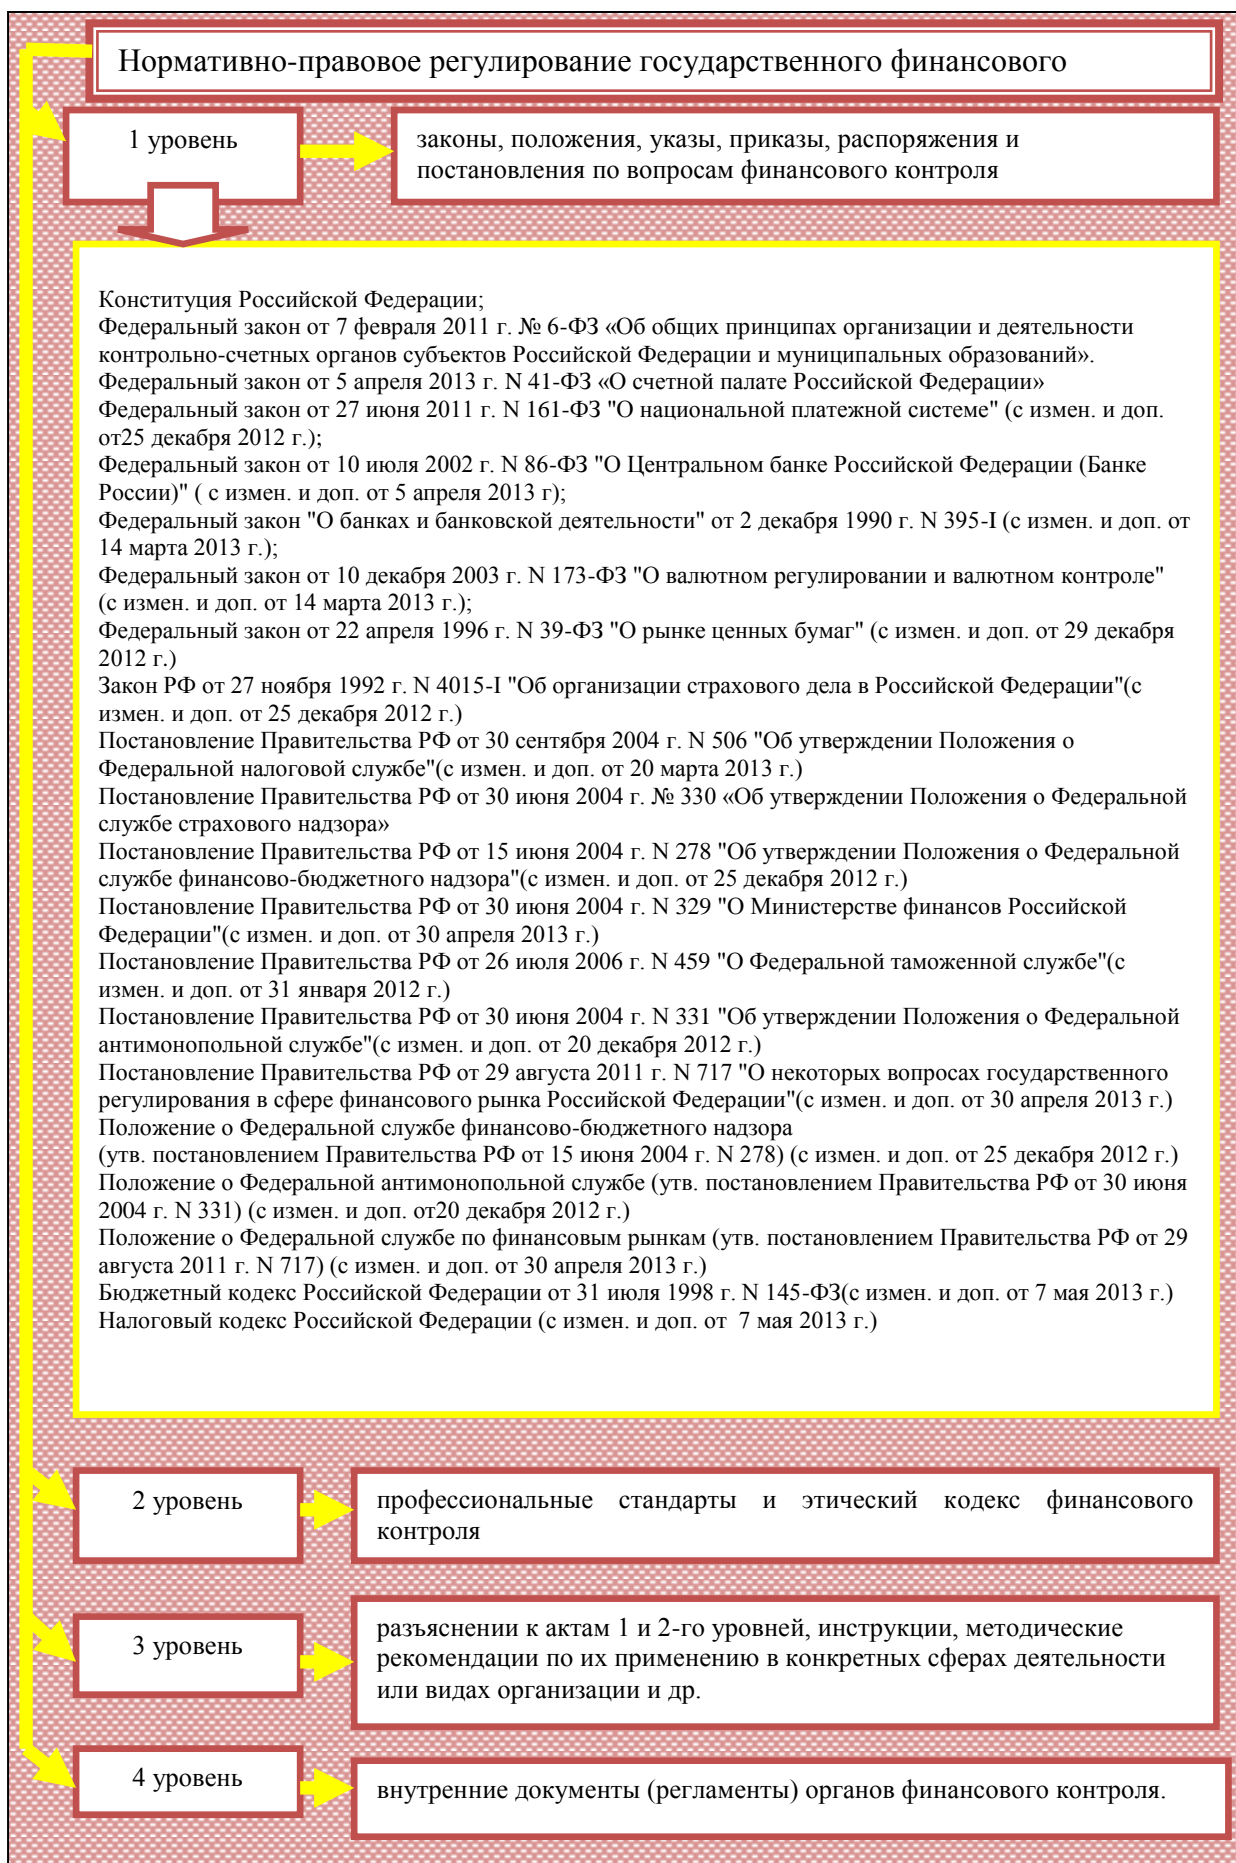 Нормативно-правовое регулирование государственного финансового
1 уровень
законы, положения, указы, приказы, распоряжения и
постановления по вопросам финансового контроля
Конституция Российской Федерации;
Федеральный закон от 7 февраля 2011 г. № 6-ФЗ «Об общих принципах организации и деятельности
контрольно-счетных органов субъектов Российской Федерации и муниципальных образований».
Федеральный закон от 5 апреля 2013 г. N 41-ФЗ «О счетной палате Российской Федерации»
Федеральный закон от 27 июня 2011 г. N 161-ФЗ "О национальной платежной системе" (с измен. и доп.
от25 декабря 2012 г.);
Федеральный закон от 10 июля 2002 г. N 86-ФЗ "О Центральном банке Российской Федерации (Банке
России)" ( с измен. и доп. от 5 апреля 2013 г);
Федеральный закон "О банках и банковской деятельности" от 2 декабря 1990 г. N 395-I (с измен. и доп. от
14 марта 2013 г.);
Федеральный закон от 10 декабря 2003 г. N 173-ФЗ "О валютном регулировании и валютном контроле"
(с измен. и доп. от 14 марта 2013 г.);
Федеральный закон от 22 апреля 1996 г. N 39-ФЗ "О рынке ценных бумаг" (с измен. и доп. от 29 декабря
2012 г.)
Закон РФ от 27 ноября 1992 г. N 4015-I "Об организации страхового дела в Российской Федерации"(с
измен. и доп. от 25 декабря 2012 г.)
Постановление Правительства РФ от 30 сентября 2004 г. N 506 "Об утверждении Положения о
Федеральной налоговой службе"(с измен. и доп. от 20 марта 2013 г.)
Постановление Правительства РФ от 30 июня 2004 г. № 330 «Об утверждении Положения о Федеральной
службе страхового надзора»
Постановление Правительства РФ от 15 июня 2004 г. N 278 "Об утверждении Положения о Федеральной
службе финансово-бюджетного надзора"(с измен. и доп. от 25 декабря 2012 г.)
Постановление Правительства РФ от 30 июня 2004 г. N 329 "О Министерстве финансов Российской
Федерации"(с измен. и доп. от 30 апреля 2013 г.)
Постановление Правительства РФ от 26 июля 2006 г. N 459 "О Федеральной таможенной службе"(с
измен. и доп. от 31 января 2012 г.)
Постановление Правительства РФ от 30 июня 2004 г. N 331 "Об утверждении Положения о Федеральной
антимонопольной службе"(с измен. и доп. от 20 декабря 2012 г.)
Постановление Правительства РФ от 29 августа 2011 г. N 717 "О некоторых вопросах государственного
регулирования в сфере финансового рынка Российской Федерации"(с измен. и доп. от 30 апреля 2013 г.)
Положение о Федеральной службе финансово-бюджетного надзора
(утв. постановлением Правительства РФ от 15 июня 2004 г. N 278) (с измен. и доп. от 25 декабря 2012 г.)
Положение о Федеральной антимонопольной службе (утв. постановлением Правительства РФ от 30 июня
2004 г. N 331) (с измен. и доп. от20 декабря 2012 г.)
Положение о Федеральной службе по финансовым рынкам (утв. постановлением Правительства РФ от 29
августа 2011 г. N 717) (с измен. и доп. от 30 апреля 2013 г.)
Бюджетный кодекс Российской Федерации от 31 июля 1998 г. N 145-ФЗ(с измен. и доп. от 7 мая 2013 г.)
Налоговый кодекс Российской Федерации (с измен. и доп. от 7 мая 2013 г.)
2 уровень
профессиональные стандарты и этический кодекс финансового
контроля
3 уровень
разъяснении к актам 1 и 2-го уровней, инструкции, методические
рекомендации по их применению в конкретных сферах деятельности
или видах организации и др.
4 уровень
внутренние документы (регламенты) органов финансового контроля.